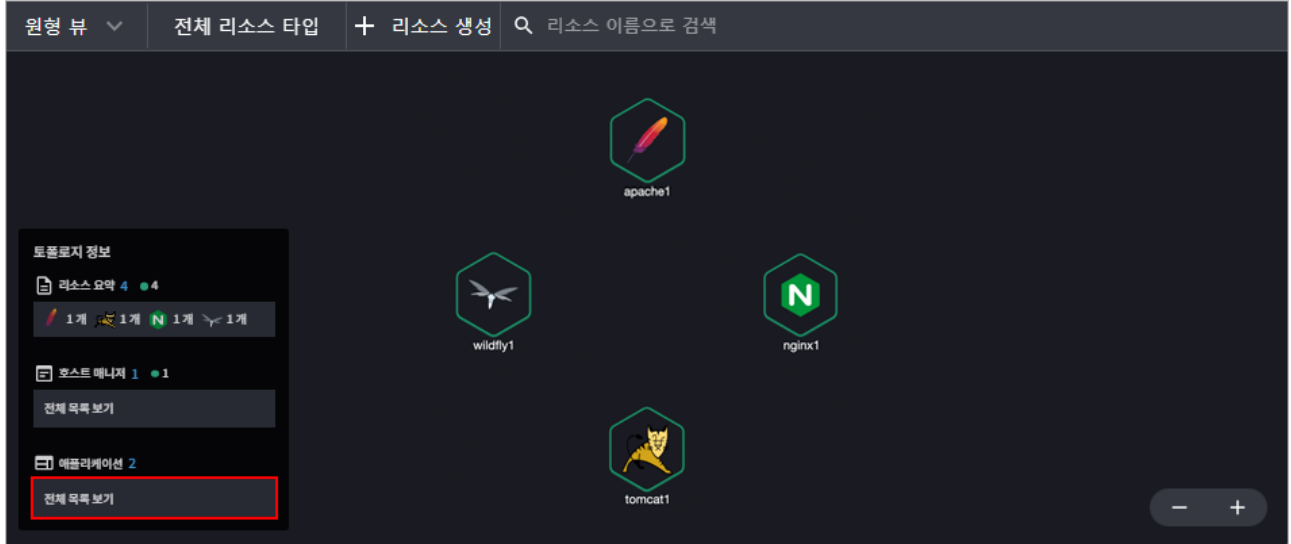 원형 뷰 전체 리소스 타입 + 리소스 생성 리소스 이름으로 검색
apache1
wildfly1
nginx1
tomcat1
토폴로지 정보
리소스 요약 4 4
1개 1개 N 1개 1개
호스트 매니저 1 1
전체 목록 보기
애플리케이션 2
전체 목록 보기
N
− +